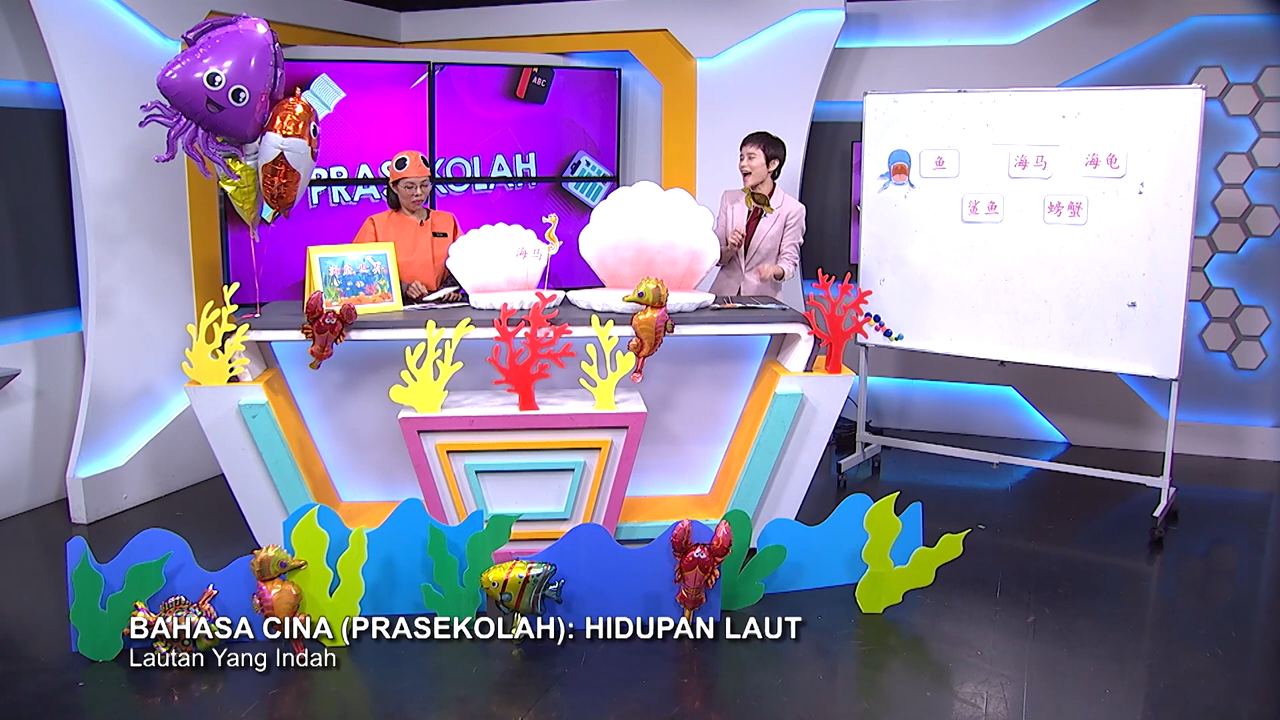 ABC
PRASEKOLAH
鱼
海马
海龟
鲨鱼
螃蟹
海马
BAHASA CINA (PRASEKOLAH): HIDUPAN LAUT
Lautan Yang Indah